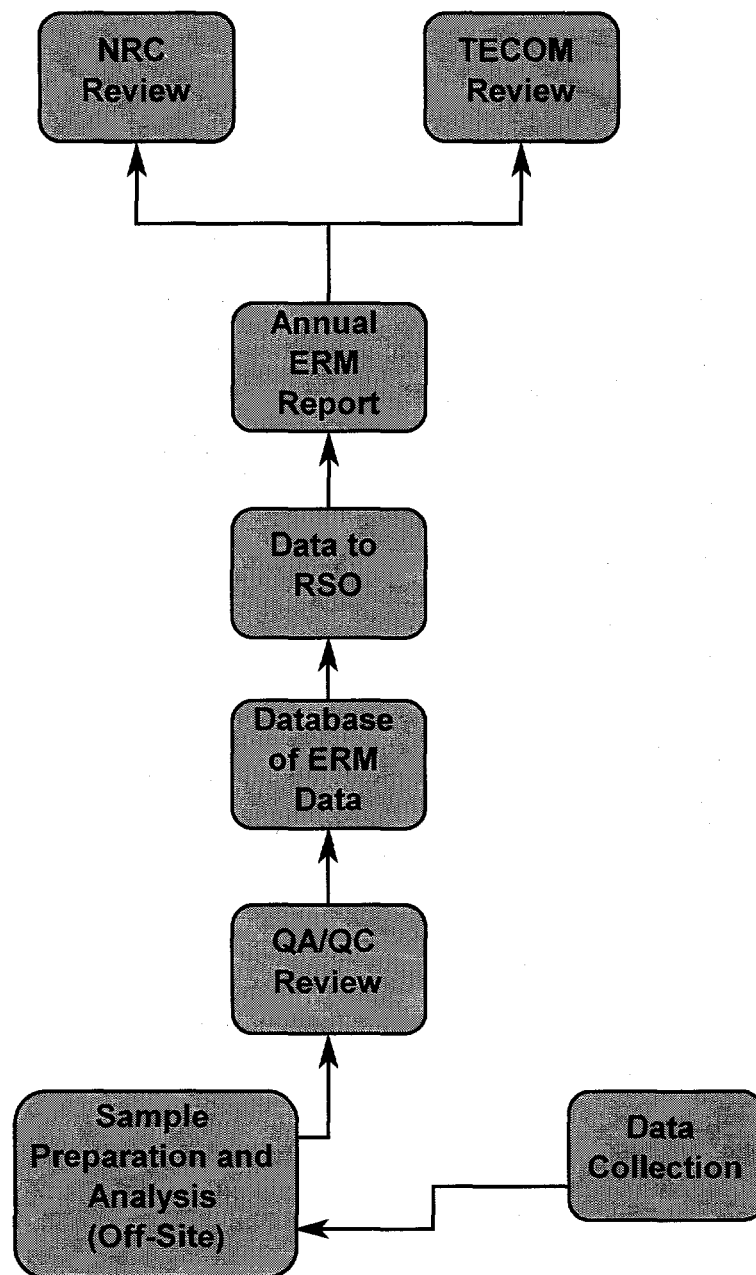 NRC
Review
TECOM
Review
Annual
ERM
Report
Data to
RSO
Database
of ERM
Data
QA/QC
Review
Sample
Preparation and
Analysis
(Off-Site)
Data
Collection